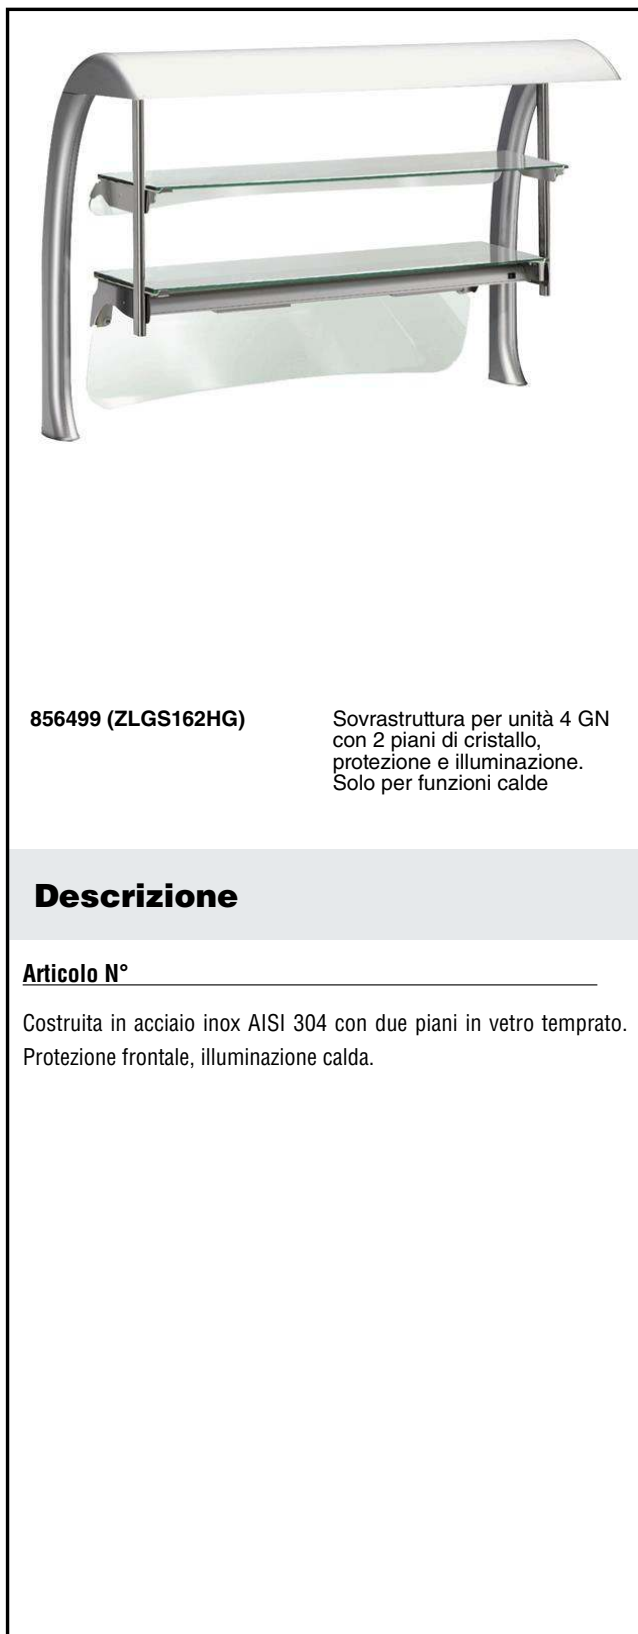 856499 (ZLGS162HG)
Sovrastruttura per unità 4 GN
con 2 piani di cristallo,
protezione e illuminazione.
Solo per funzioni calde
Descrizione
Articolo N°
Costruita in acciaio inox AISI 304 con due piani in vetro temprato.
Protezione frontale, illuminazione calda.